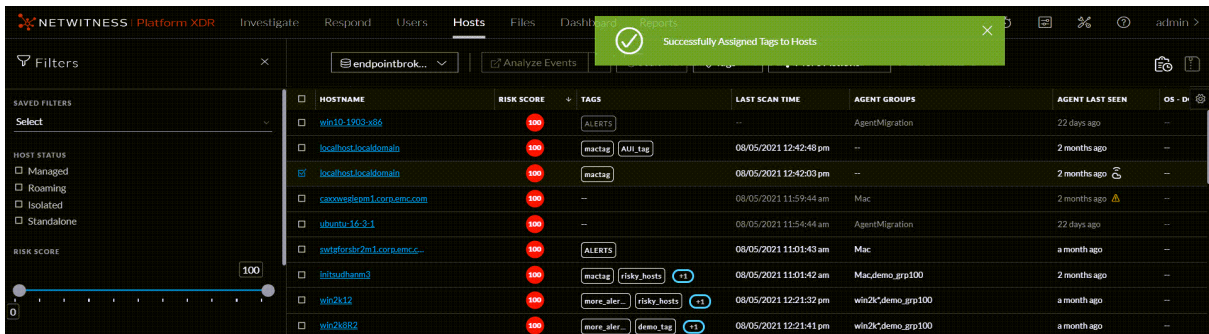 NETWITNESS Platform XDR Investigate Respond Users Hosts Files Dashboard Reports admin >
Successfully Assigned Tags to Hosts
Filters endpointbrok... Analyze Events
SAVED FILTERS
Select
HOST STATUS
Managed
Roaming
Isolated
Standalone
RISK SCORE
100
0
HOSTNAME RISK SCORE TAGS LAST SCAN TIME AGENT GROUPS AGENT LAST SEEN
win10-1903-x86 100 ALERTS -- AgentMigration 22 days ago --
localhost.localdomain 100 mactag AUI_tag 08/05/2021 12:42:48 pm -- 2 months ago --
localhost.localdomain 100 mactag 08/05/2021 12:42:03 pm -- 2 months ago --
caxxwegiepm1.corp.emc.com 100 -- 08/05/2021 11:59:44 am Mac 2 months ago --
ubuntu-16-3-1 100 -- 08/05/2021 11:54:44 am AgentMigration 22 days ago --
swtgforsbr2m1.corp.emc.c... 100 ALERTS 08/05/2021 11:01:43 am Mac a month ago --
initsudhanm3 100 mactag risky_hosts +1 08/05/2021 11:01:42 am Mac,demo_grp100 2 months ago --
win2k12 100 more_aler... risky_hosts +1 08/05/2021 12:21:32 pm win2k*,demo_grp100 a month ago --
win2k8R2 100 more_aler... demo_tag +1 08/05/2021 12:21:41 pm win2k*,demo_grp100 a month ago --